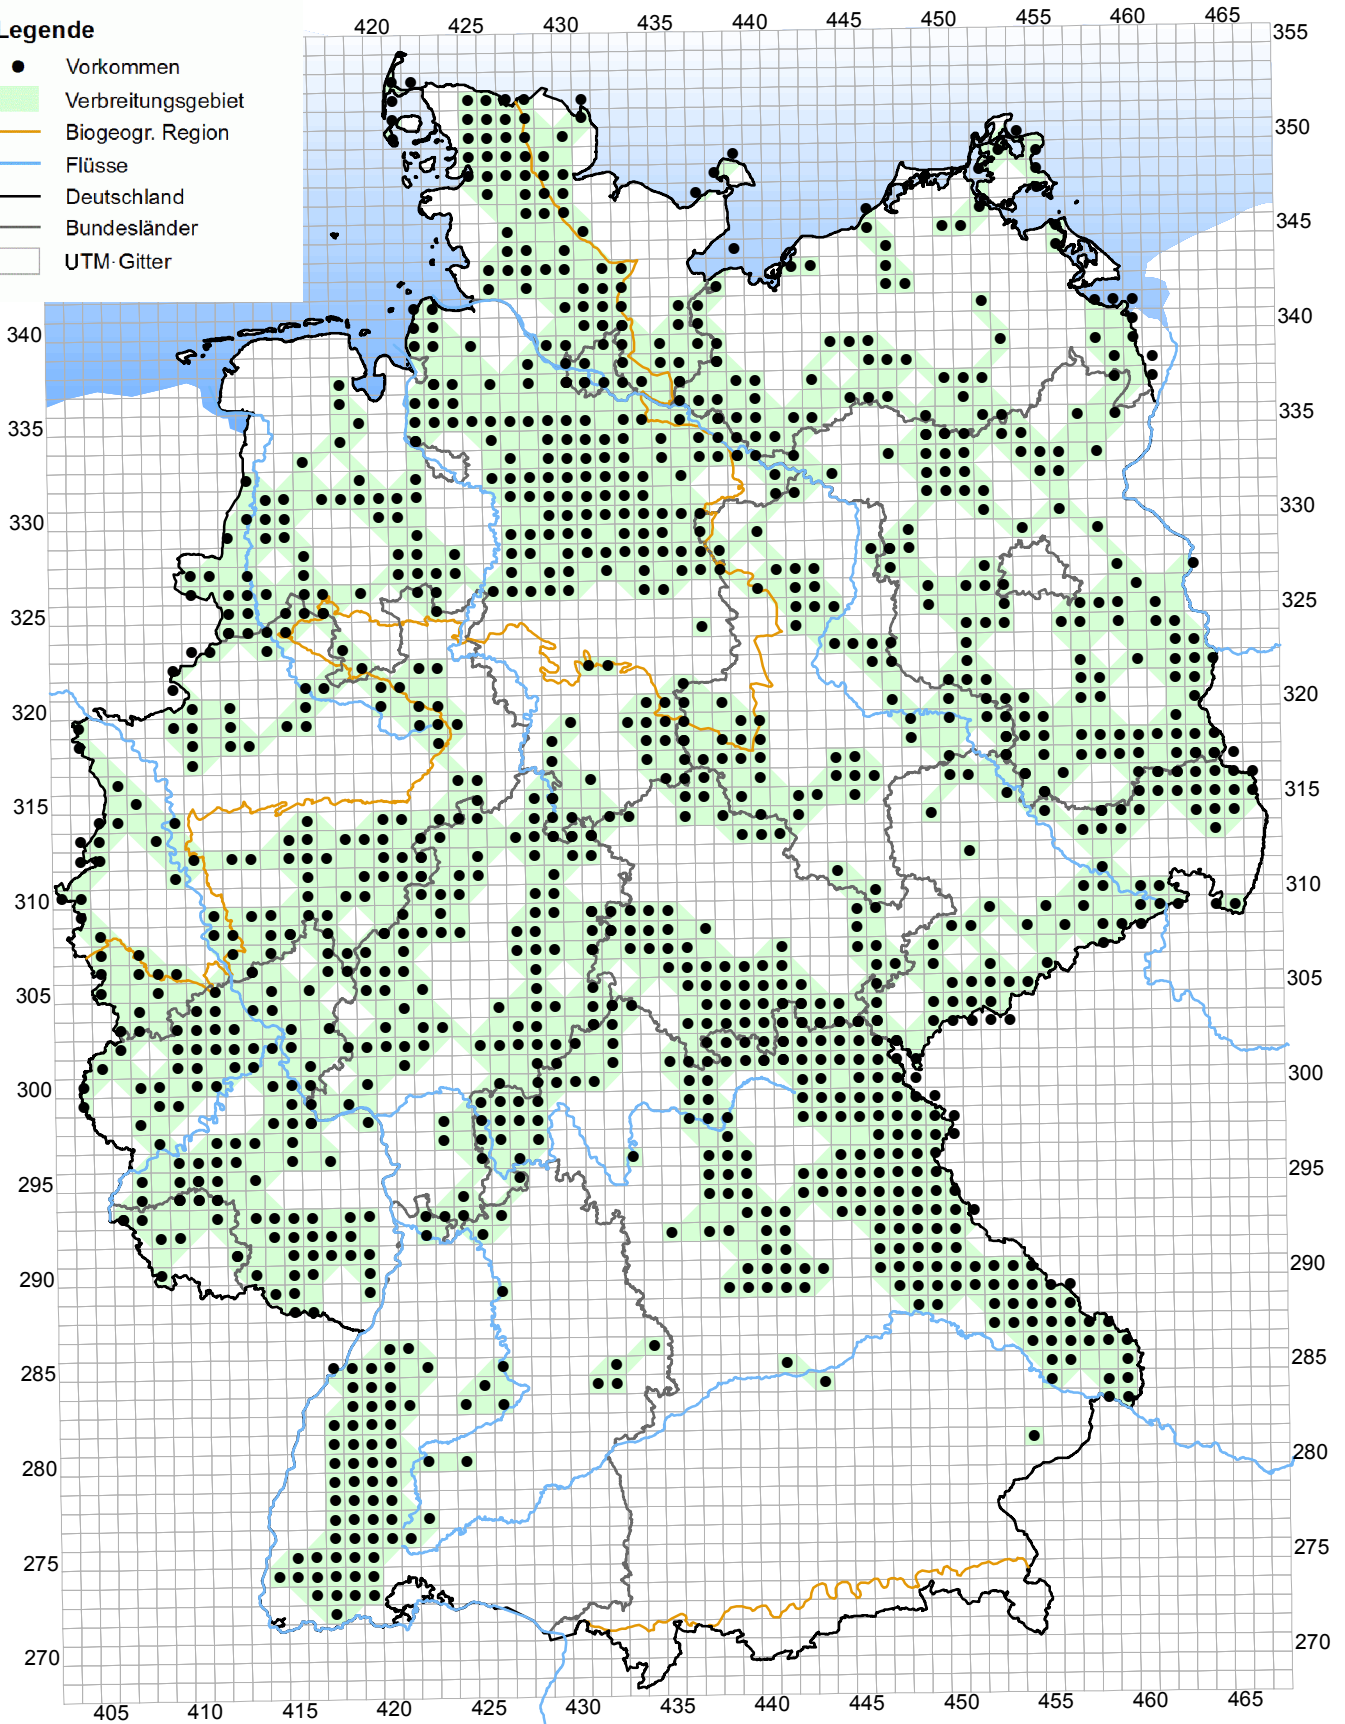 420 425 430 435 440 445 450 455 460 465
Legende
Vorkommen
Verbreitungsgebiet
Biogeogr. Region
Flüsse
Deutschland
Bundesländer
UTM-Gitter
355
350
345
340 340
335 335
330 330
325 325
320 320
315 315
310 310
305 305
300 300
295 295
290 290
285 285
280 280
275 275
270 270
405 410 415 420 425 430 435 440 445 450 455 460 465